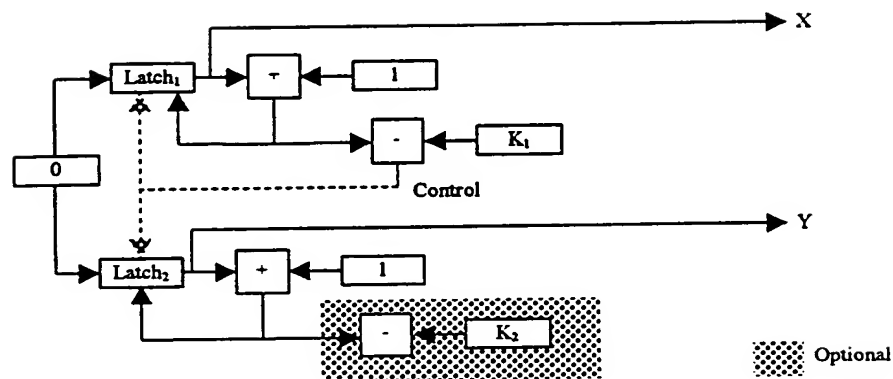 X
Latch₁
+
1
-
K₁
0
Control
Y
Latch₂
+
1
-
K₂
Optional